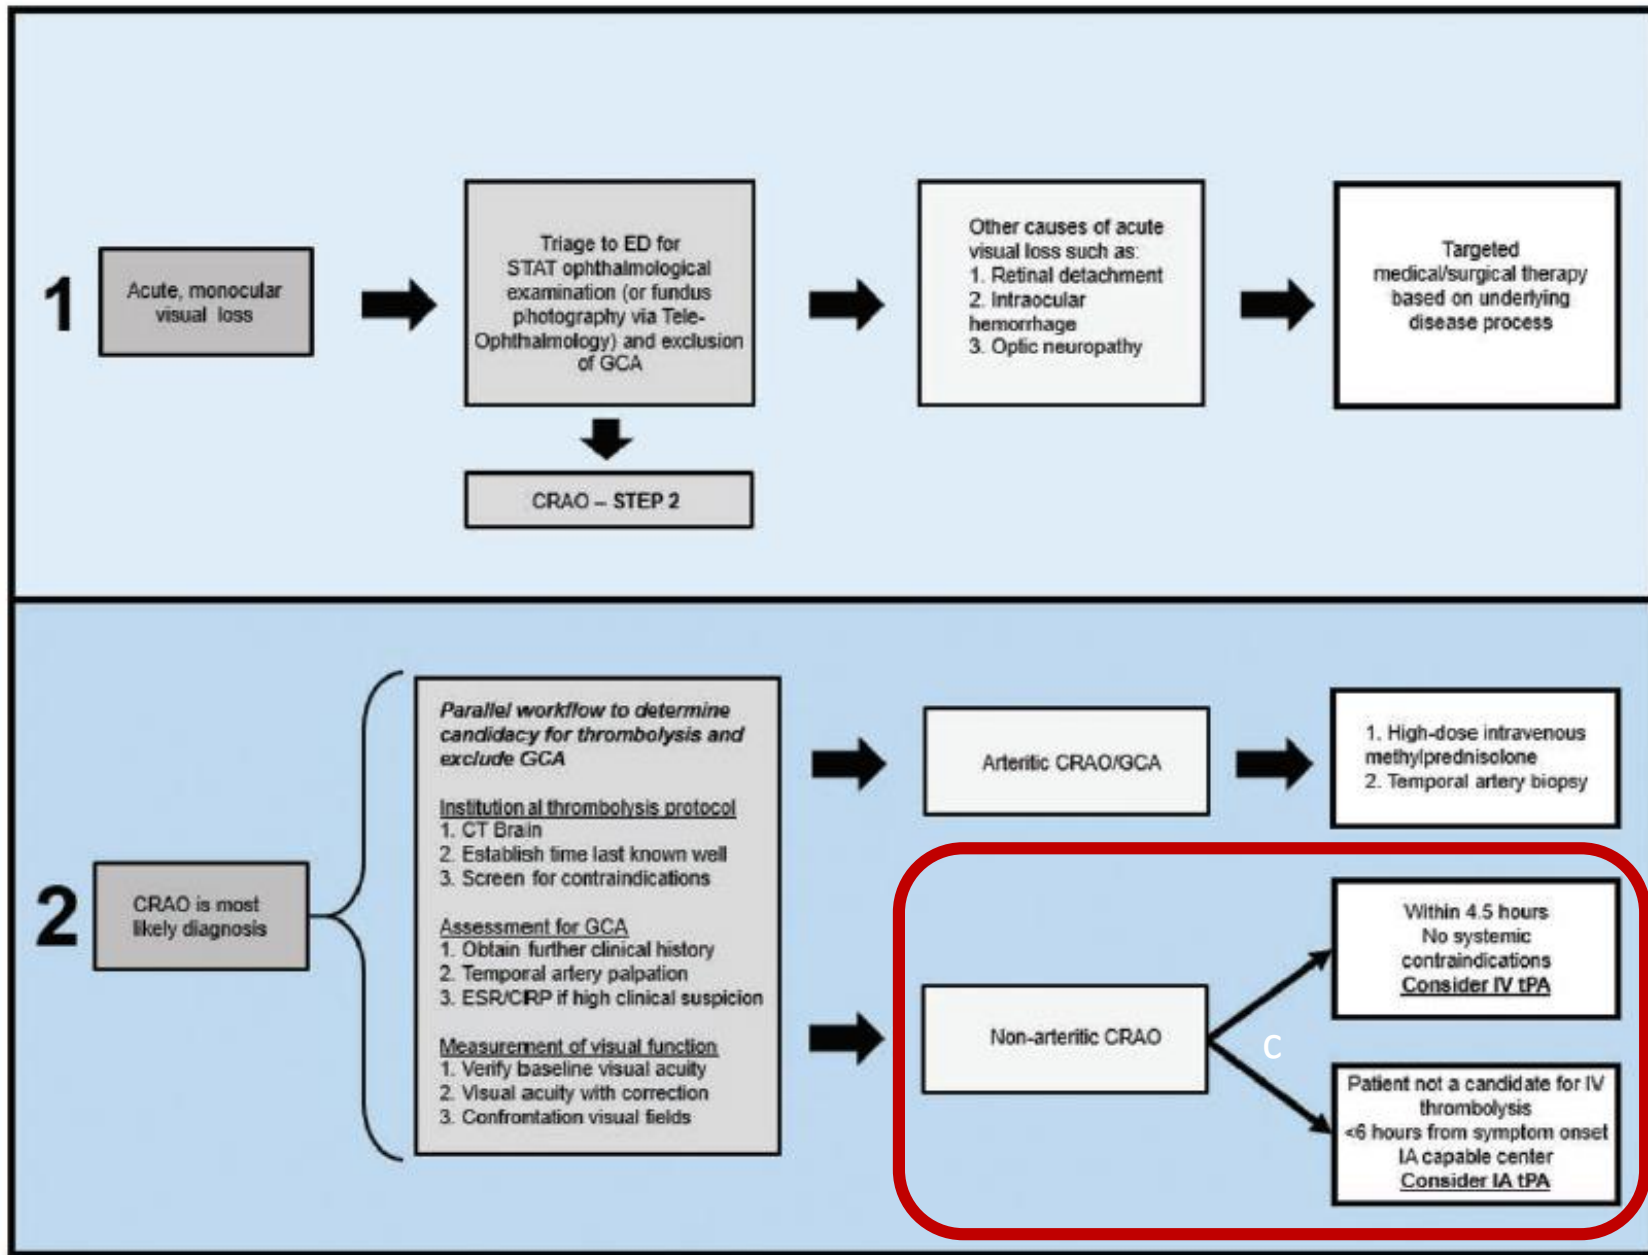 1
Acute, monocular
visual loss
Triage to ED for
STAT ophthalmological
examination (or fundus
photography via Tele-
Ophthalmology) and exclusion
of GCA
CRAO – STEP 2
Other causes of acute
visual loss such as:
1. Retinal detachment
2. Intraocular
hemorrhage
3. Optic neuropathy
Targeted
medical/surgical therapy
based on underlying
disease process
2
CRAO is most
likely diagnosis
Parallel workflow to determine
candidacy for thrombolysis and
exclude GCA
Institutional thrombolysis protocol
1. CT Brain
2. Establish time last known well
3. Screen for contraindications
Assessment for GCA
1. Obtain further clinical history
2. Temporal artery palpation
3. ESR/CRP if high clinical suspicion
Measurement of visual function
1. Verify baseline visual acuity
2. Visual acuity with correction
3. Confrontation visual fields
Arteritic CRAO/GCA
1. High-dose intravenous
methylprednisolone
2. Temporal artery biopsy
Non-arteritic CRAO
c
Within 4.5 hours
No systemic
contraindications
Consider IV tPA
Patient not a candidate for IV
thrombolysis
<6 hours from symptom onset
IA capable center
Consider IA tPA